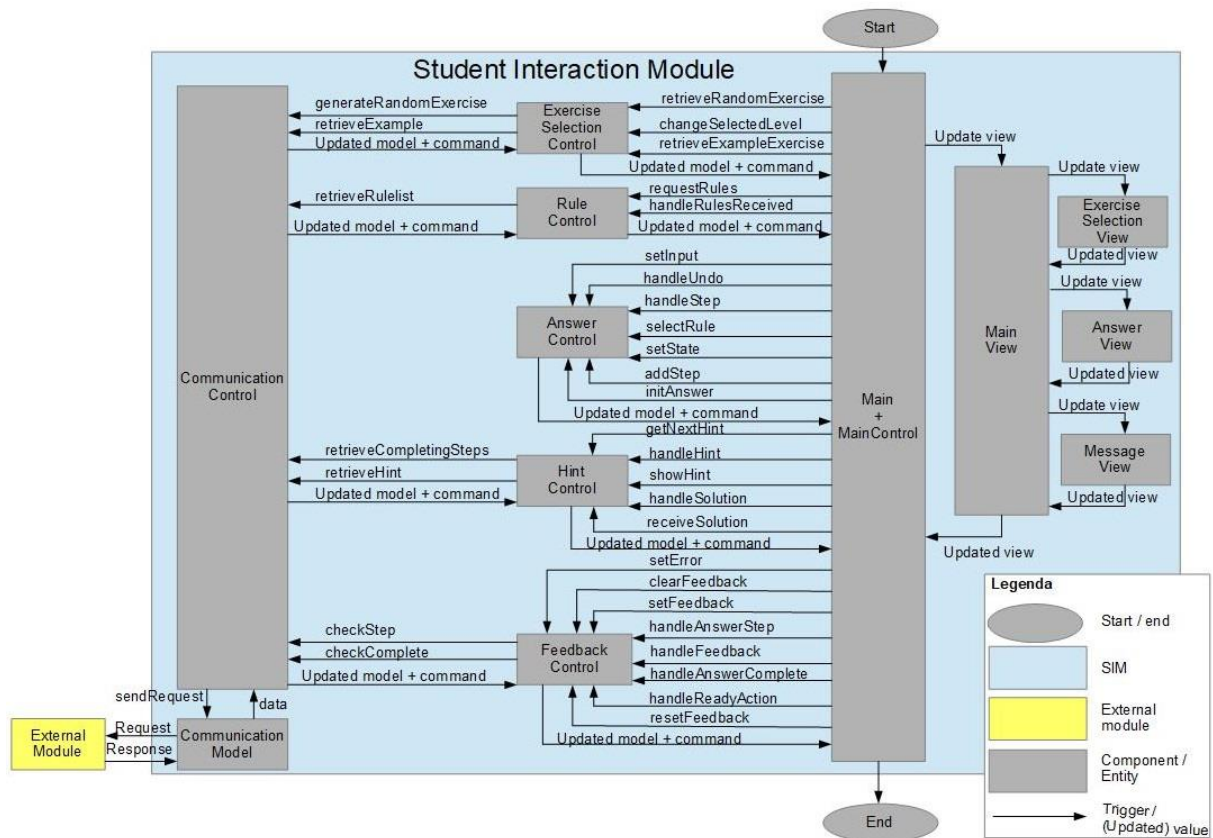 Start
Student Interaction Module
generateRandomExercise
retrieveExample
Updated model + command
Exercise
Selection
Control
retrieveRandomExercise
changeSelectedLevel
retrieveExampleExercise
Updated model + command
retrieveRulelist
Updated model + command
Rule
Control
requestRules
handleRulesReceived
Updated model + command
setInput
handleUndo
handleStep
selectRule
setState
addStep
initAnswer
Updated model + command
Answer
Control
Communication
Control
Main
+
MainControl
retrieveCompletingSteps
retrieveHint
Updated model + command
Hint
Control
getNextHint
handleHint
showHint
handleSolution
receiveSolution
Updated model + command
checkStep
checkComplete
Updated model + command
Feedback
Control
setError
clearFeedback
setFeedback
handleAnswerStep
handleFeedback
handleAnswerComplete
handleReadyAction
resetFeedback
Updated model + command
sendRequest
data
Request
Response
External
Module
Communication
Model
Update view
Main
View
Update view
Exercise
Selection
View
Updated view
Update view
Answer
View
Updated view
Update view
Message
View
Updated view
Updated view
End
Legenda
Start / end
SIM
External
module
Component /
Entity
Trigger /
(Updated) value